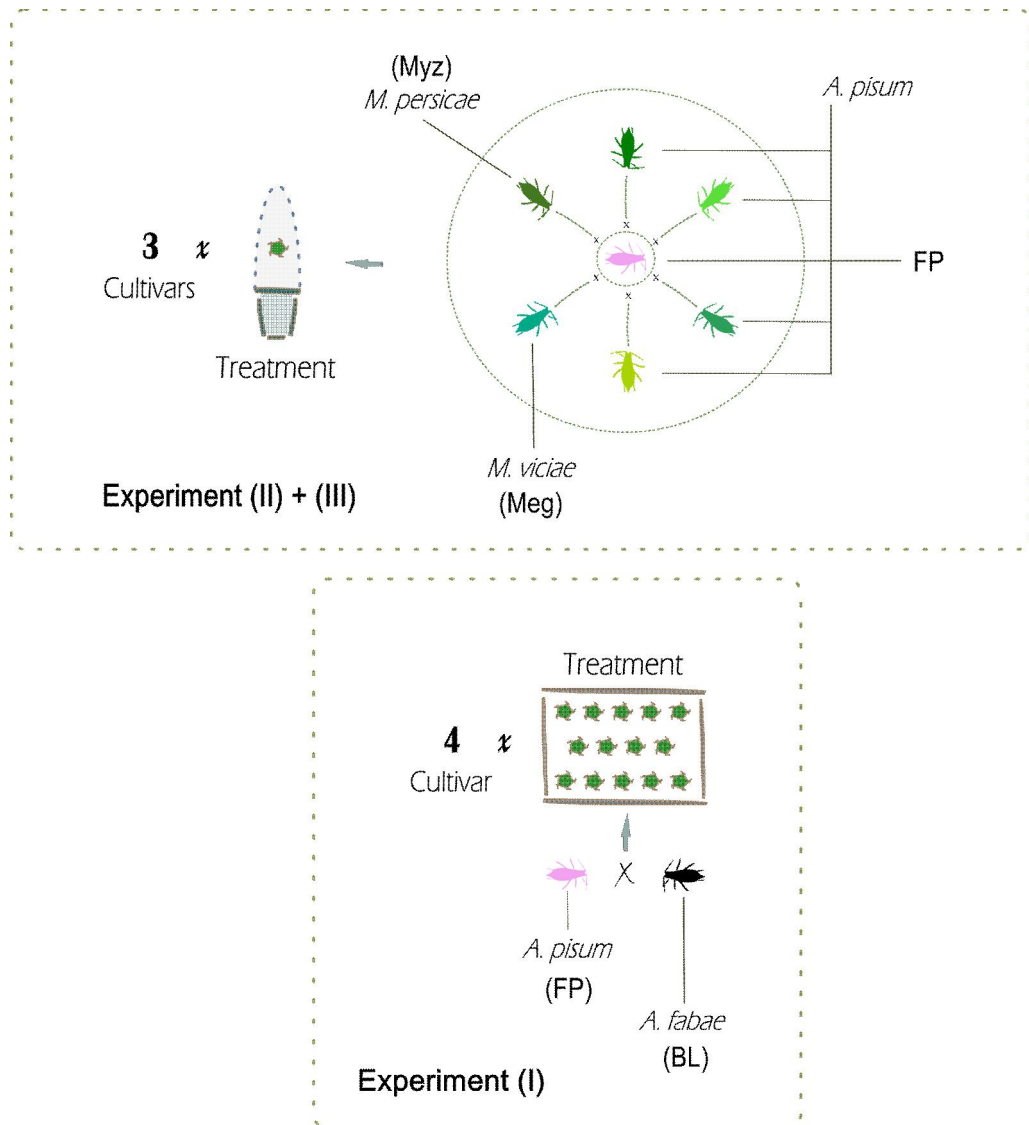 (Myz)
M. persicae
A. pisum
3 x
Cultivars
FP
Treatment
x
x
x
x
x
x
M. viciae
(Meg)
Experiment (II) + (III)
Treatment
4 x
Cultivar
X
A. pisum
(FP)
A. fabae
(BL)
Experiment (I)